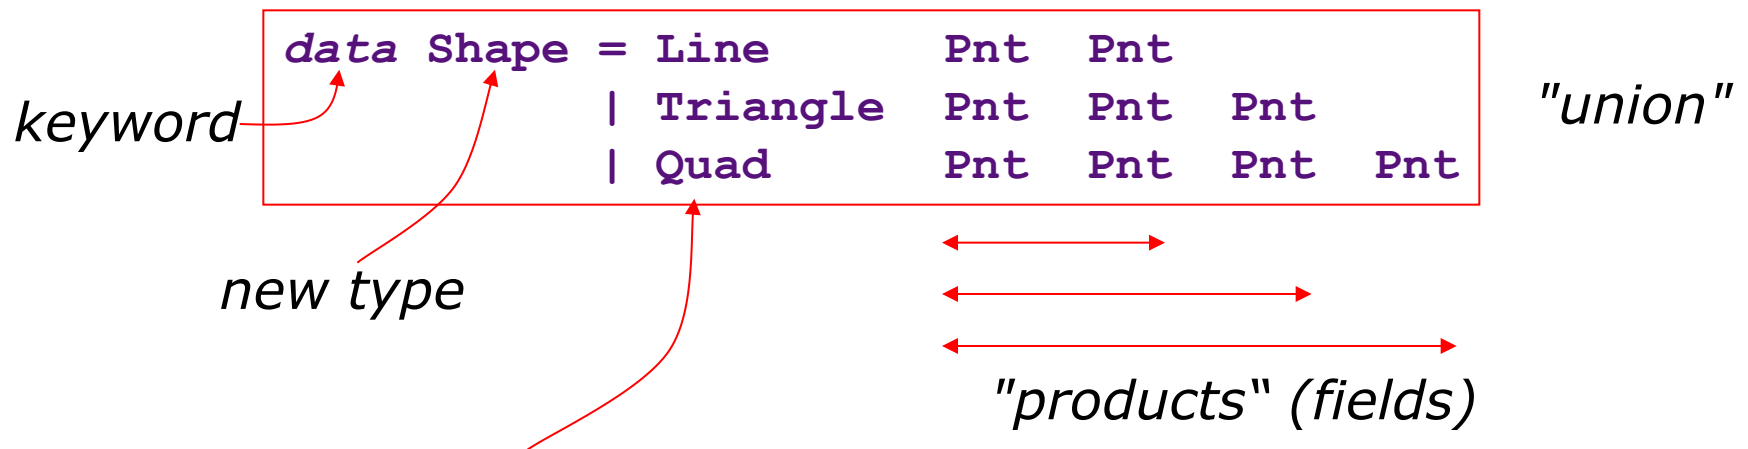 data Shape = Line Pnt Pnt
| Triangle Pnt Pnt Pnt
| Quad Pnt Pnt Pnt Pnt
keyword
"union"
new type
"products“ (fields)